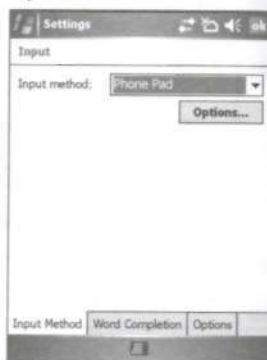 Settings ok
Input
Input method: Phone Pad
Options...
Input Method Word Completion Options